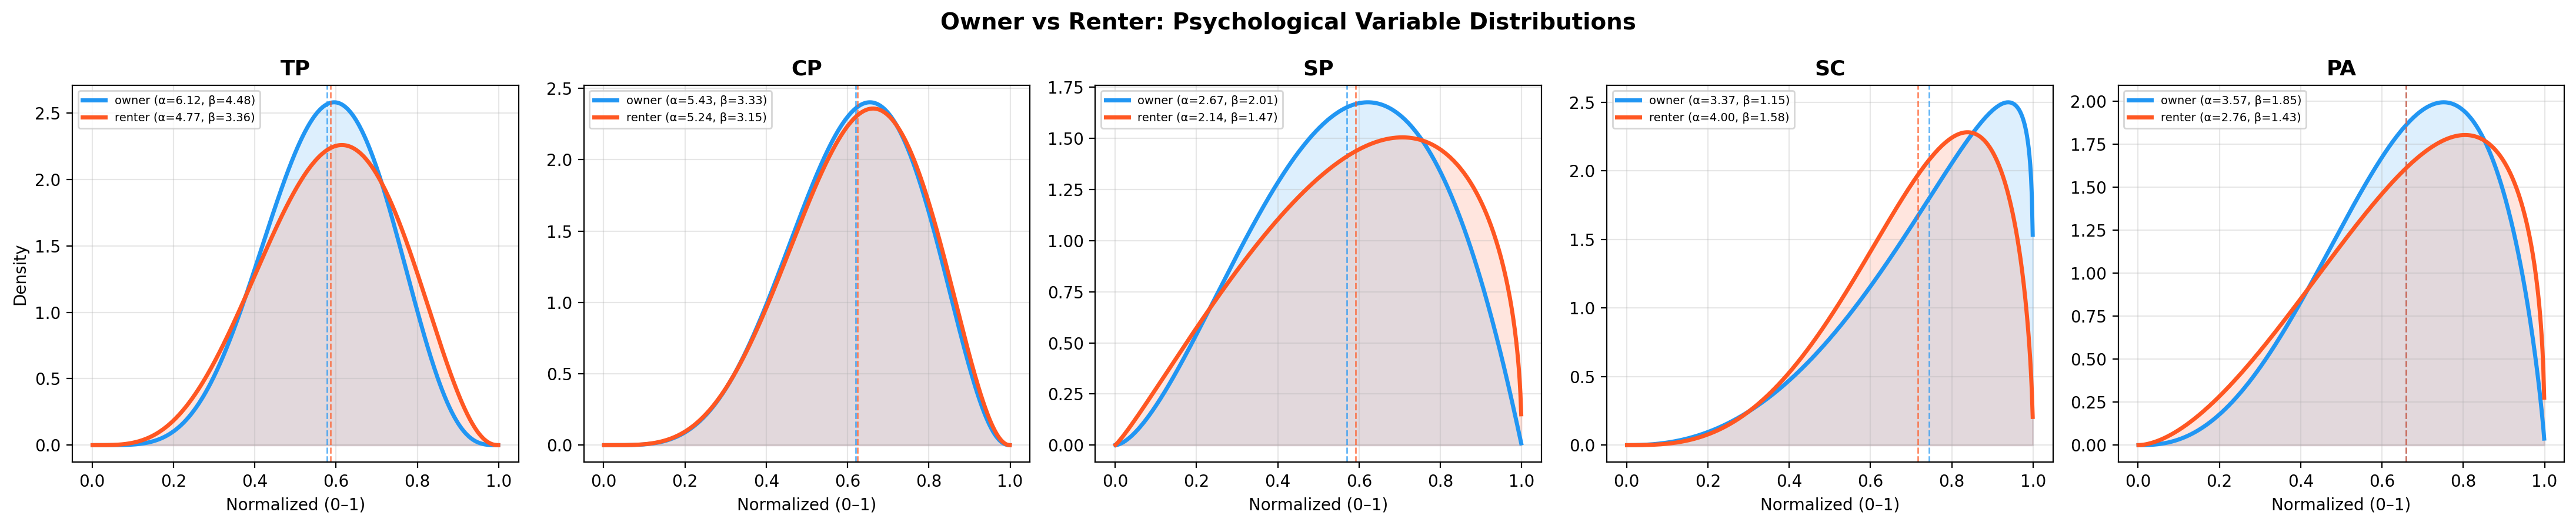 Owner vs Renter: Psychological Variable Distributions
TP
owner (α=6.12, β=4.48)
renter (α=4.77, β=3.36)
2.5
2.0
1.5
1.0
0.5
0.0
Density
0.0 0.2 0.4 0.6 0.8 1.0
Normalized (0–1)
CP
owner (α=5.43, β=3.33)
renter (α=5.24, β=3.15)
2.5
2.0
1.5
1.0
0.5
0.0
0.0 0.2 0.4 0.6 0.8 1.0
Normalized (0–1)
SP
owner (α=2.67, β=2.01)
renter (α=2.14, β=1.47)
1.75
1.50
1.25
1.00
0.75
0.50
0.25
0.00
0.0 0.2 0.4 0.6 0.8 1.0
Normalized (0–1)
SC
owner (α=3.37, β=1.15)
renter (α=4.00, β=1.58)
2.5
2.0
1.5
1.0
0.5
0.0
0.0 0.2 0.4 0.6 0.8 1.0
Normalized (0–1)
PA
owner (α=3.57, β=1.85)
renter (α=2.76, β=1.43)
2.00
1.75
1.50
1.25
1.00
0.75
0.50
0.25
0.00
0.0 0.2 0.4 0.6 0.8 1.0
Normalized (0–1)